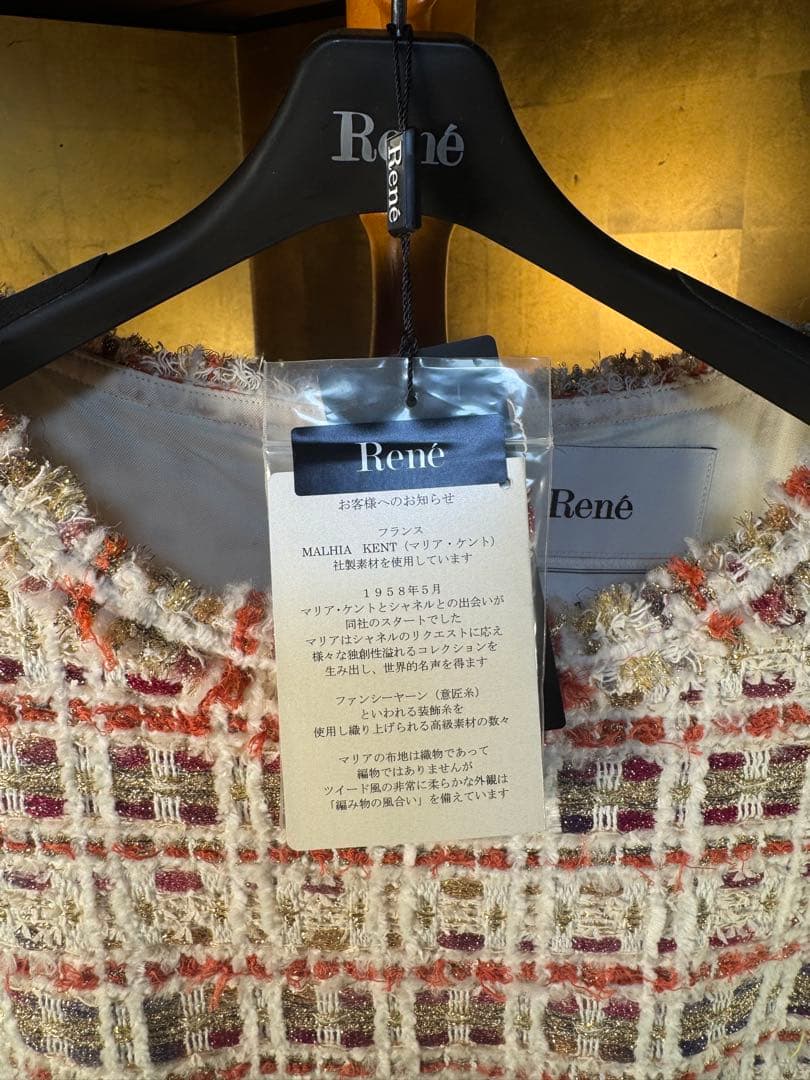 René
René
René
René
お客様へのお知らせ
フランス
MALHIA KENT（マリア・ケント）
社製素材を使用しています
１９５８年５月
マリア・ケントとシャネルとの出会いが
同社のスタートでした
マリアはシャネルのリクエストに応え
様々な独創性溢れるコレクションを
生み出し、世界的名声を得ます
ファンシーヤーン（意匠糸）
といわれる装飾糸を
使用し織り上げられる高級素材の数々
マリアの布地は織物であって
編物ではありませんが
ツイード風の非常に柔らかな外観は
「編み物の風合い」を備えています